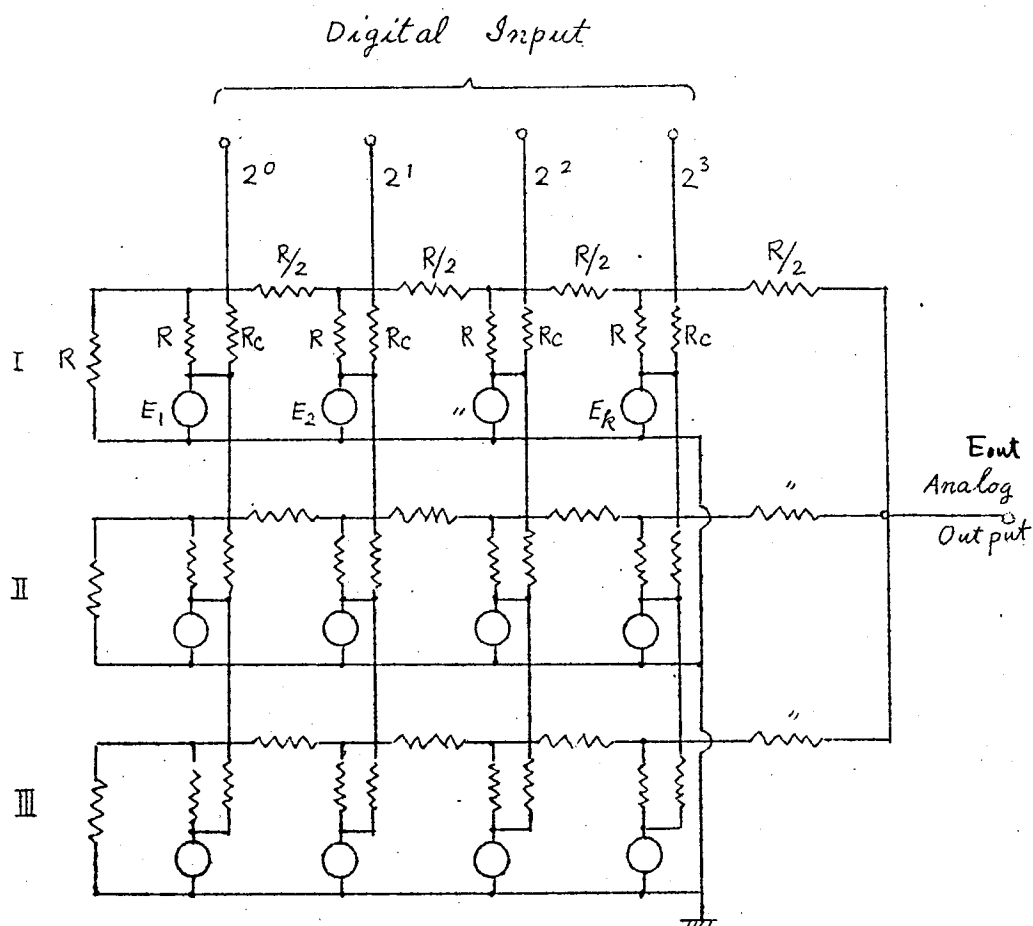 Digital Input
2⁰ 2¹ 2² 2³
R/2 R/2 R/2 R/2
I R R Rc R Rc R Rc R Rc
E₁ E₂ " Eₖ
Eout
Analog
Output
II "
III "